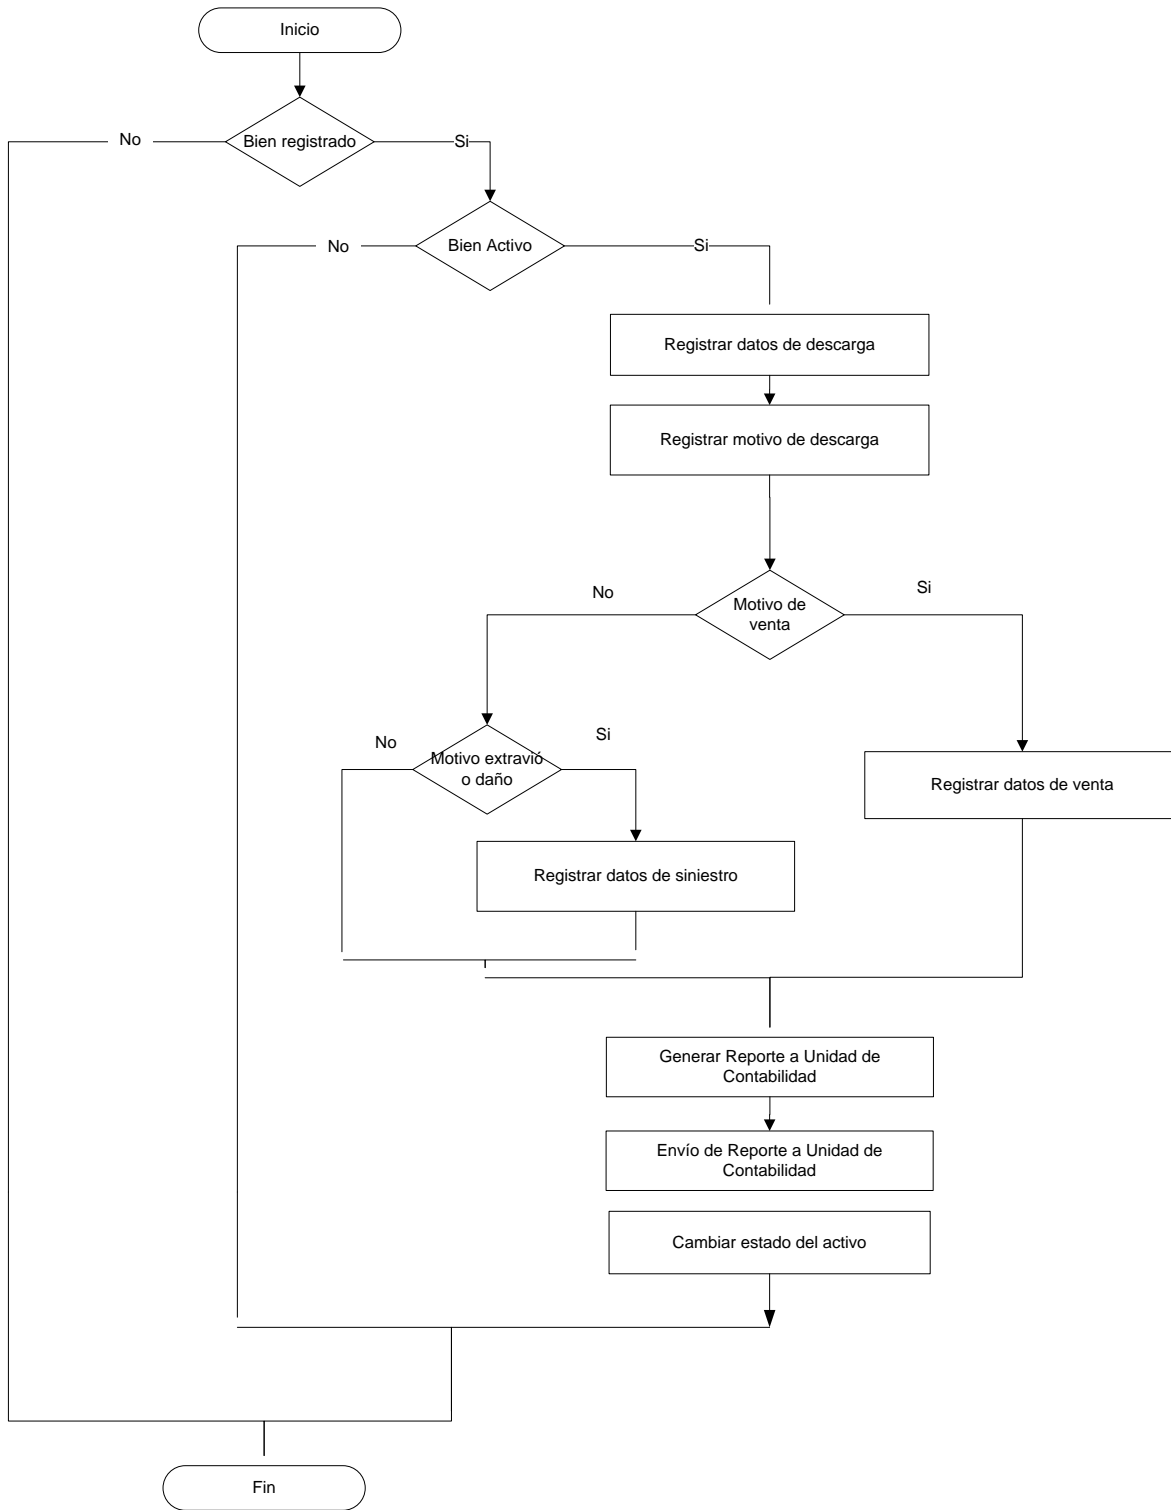 Inicio
No
Bien registrado
Si
No
Bien Activo
Si
Registrar datos de descarga
Registrar motivo de descarga
No
Motivo de
venta
Si
No
Motivo extravió
o daño
Si
Registrar datos de venta
Registrar datos de siniestro
Generar Reporte a Unidad de
Contabilidad
Envío de Reporte a Unidad de
Contabilidad
Cambiar estado del activo
Fin